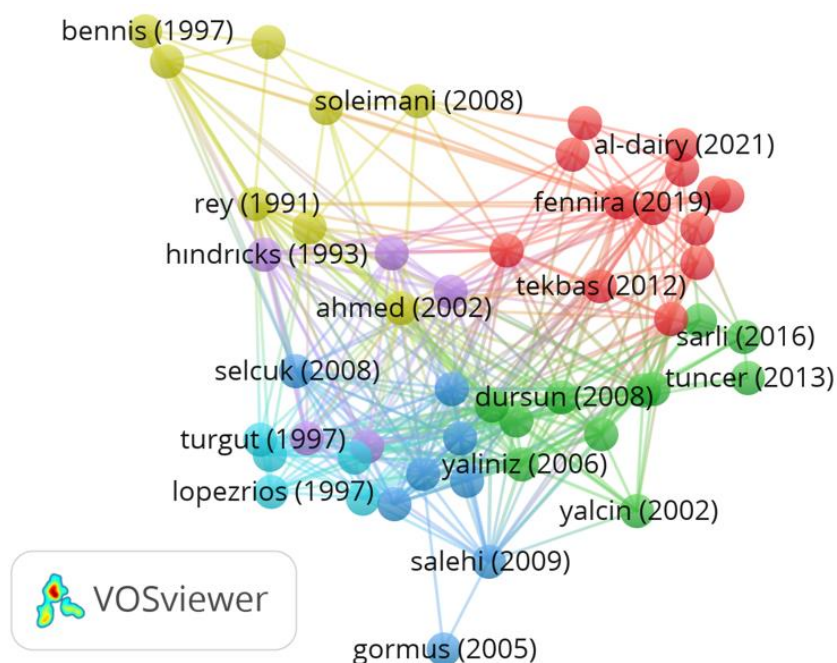 bennis (1997)
soleimani (2008)
al-dairy (2021)
rey (1991)
fennira (2019)
hındrıcks (1993)
tekbas (2012)
ahmed (2002)
sarli (2016)
selcuk (2008)
tuncer (2013)
dursun (2008)
turgut (1997)
yaliniz (2006)
lopezrios (1997)
yalcin (2002)
salehi (2009)
VOSviewer
gormus (2005)